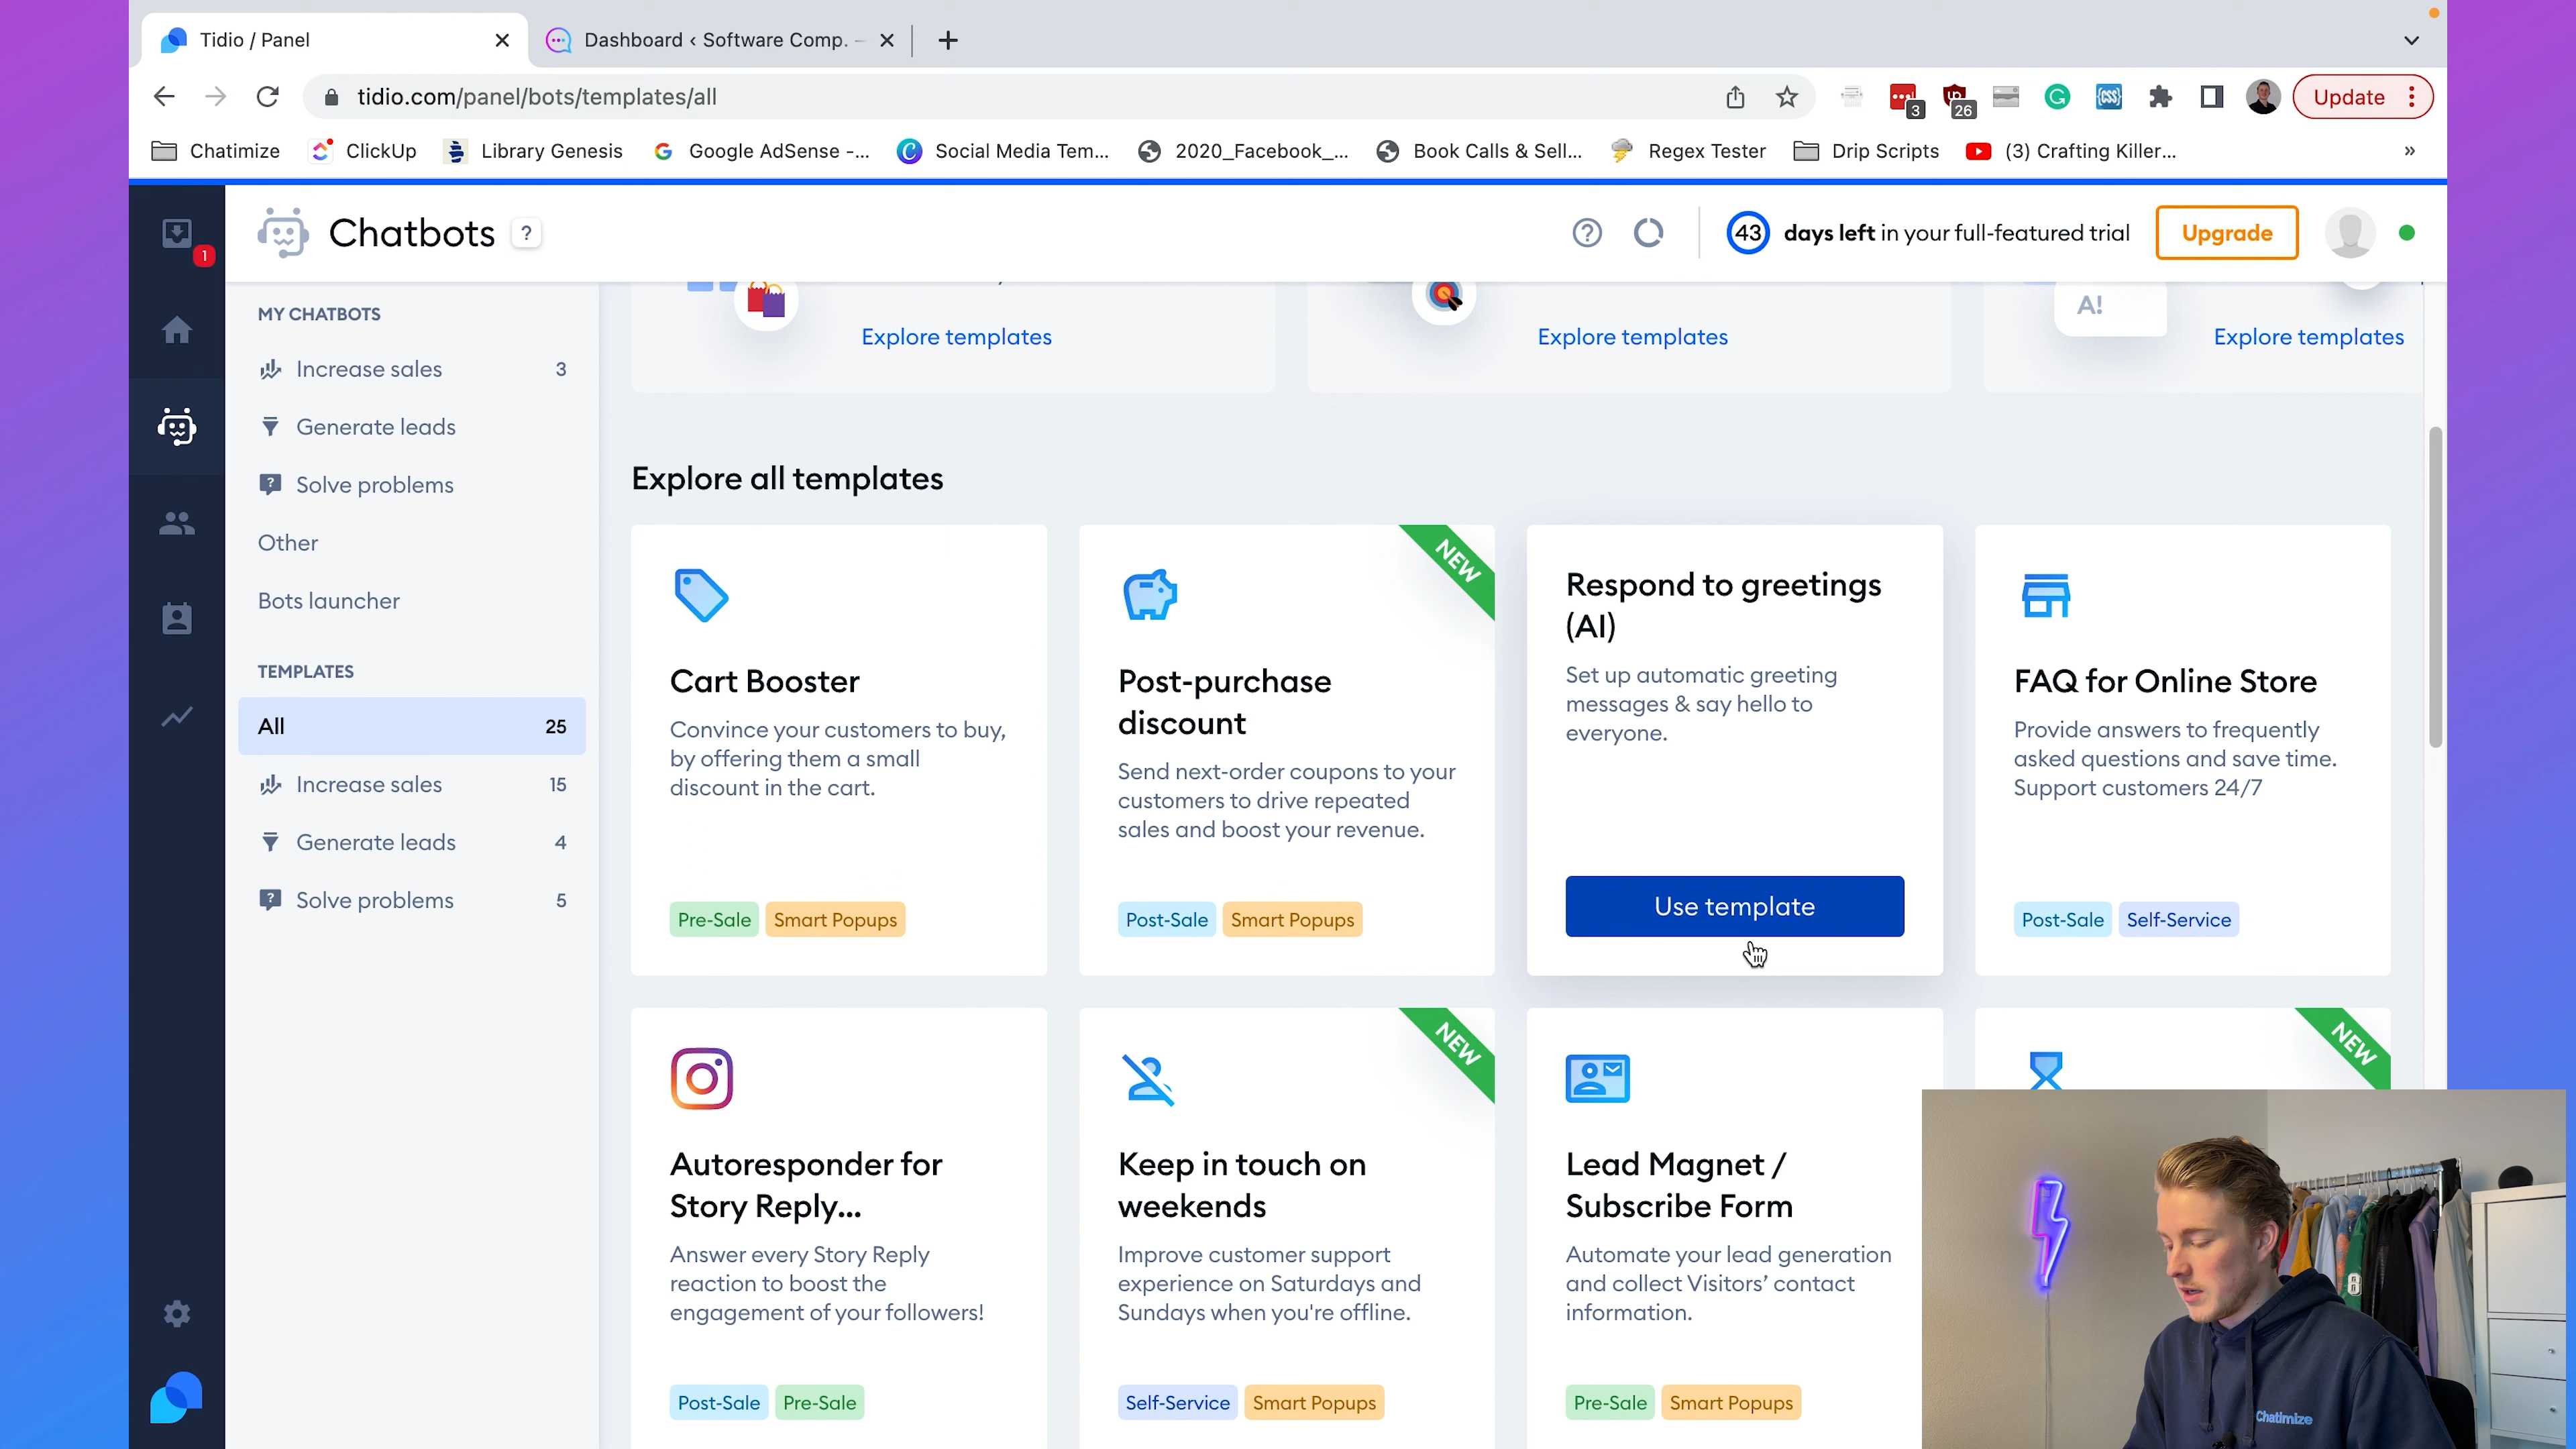 Tidio / Panel
Dashboard ‹ Software Comp. –
tidio.com/panel/bots/templates/all
3
26
Update
Chatimize
ClickUp
Library Genesis
Google AdSense -...
Social Media Tem...
2020_Facebook_...
Book Calls & Sell...
Regex Tester
Drip Scripts
(3) Crafting Killer...
»
1
Chatbots
?
43
days left in your full-featured trial
Upgrade
MY CHATBOTS
Increase sales 3
Generate leads
Solve problems
Other
Bots launcher
TEMPLATES
All 25
Increase sales 15
Generate leads 4
Solve problems 5
Explore templates
Explore templates
A!
Explore templates
Explore all templates
Cart Booster
Convince your customers to buy,
by offering them a small
discount in the cart.
Pre-Sale
Smart Popups
NEW
Post-purchase
discount
Send next-order coupons to your
customers to drive repeated
sales and boost your revenue.
Post-Sale
Smart Popups
Respond to greetings
(AI)
Set up automatic greeting
messages & say hello to
everyone.
Use template
FAQ for Online Store
Provide answers to frequently
asked questions and save time.
Support customers 24/7
Post-Sale
Self-Service
Autoresponder for
Story Reply...
Answer every Story Reply
reaction to boost the
engagement of your followers!
Post-Sale
Pre-Sale
NEW
Keep in touch on
weekends
Improve customer support
experience on Saturdays and
Sundays when you're offline.
Self-Service
Smart Popups
Lead Magnet /
Subscribe Form
Automate your lead generation
and collect Visitors’ contact
information.
Pre-Sale
Smart Popups
NEW
Chatimize